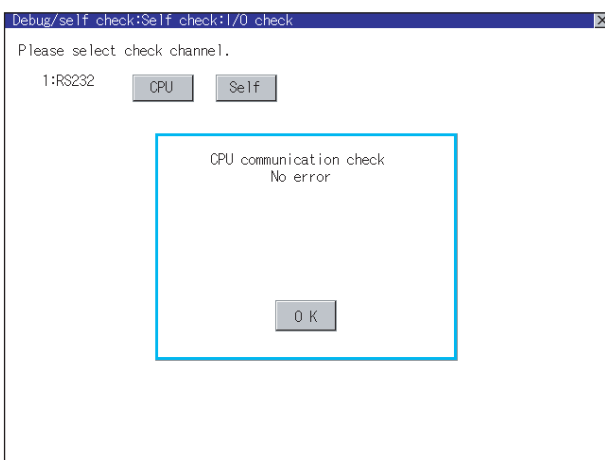 Debug/self check:Self check:I/O check
Please select check channel.
1:RS232 CPU Self
CPU communication check
No error
O K